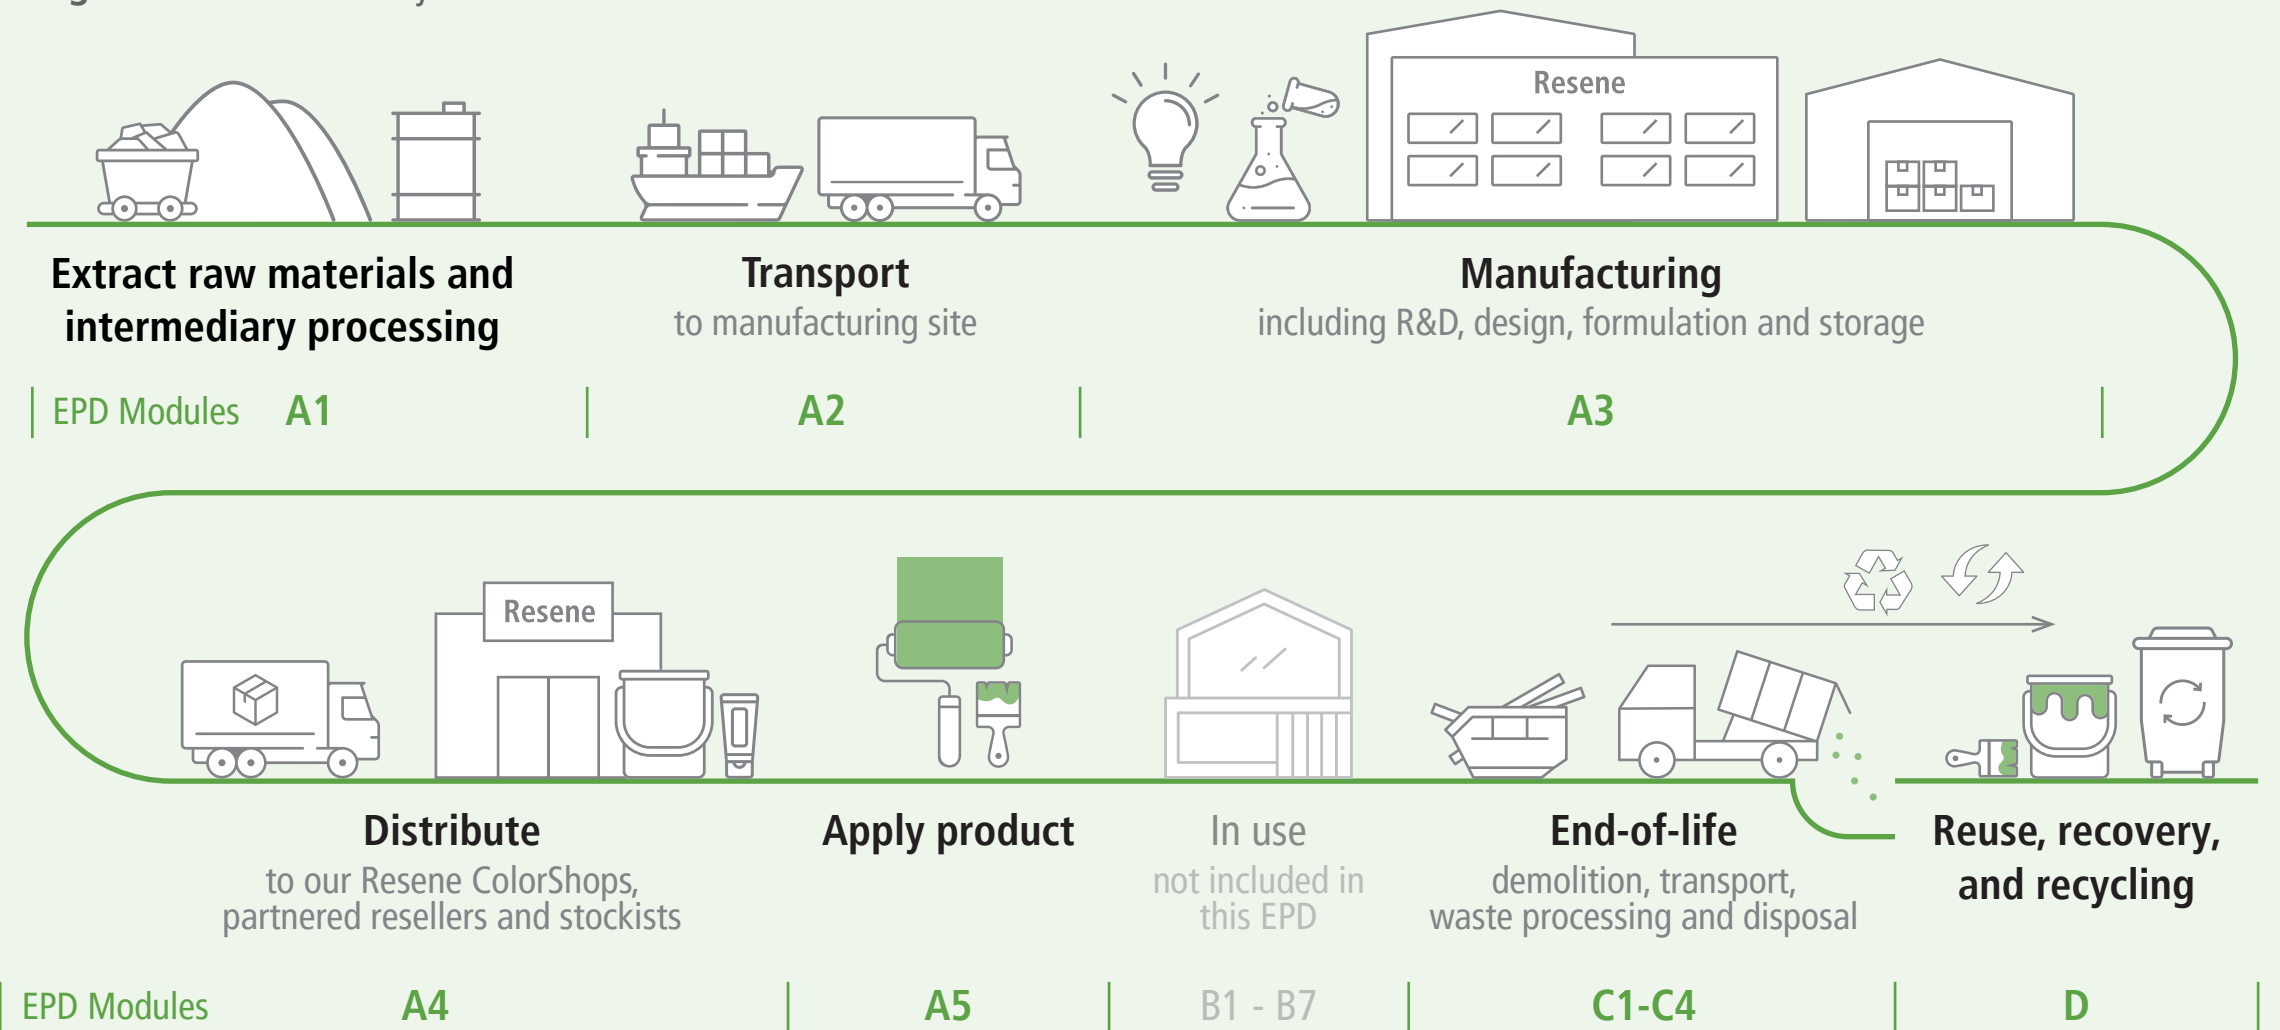 Resene
Extract raw materials and
intermediary processing
Transport
to manufacturing site
Manufacturing
including R&D, design, formulation and storage
EPD Modules A1
A2
A3
Resene
Distribute
to our Resene ColorShops,
partnered resellers and stockists
Apply product
In use
not included in
this EPD
End-of-life
demolition, transport,
waste processing and disposal
Reuse, recovery,
and recycling
EPD Modules A4
A5
B1 - B7
C1-C4
D